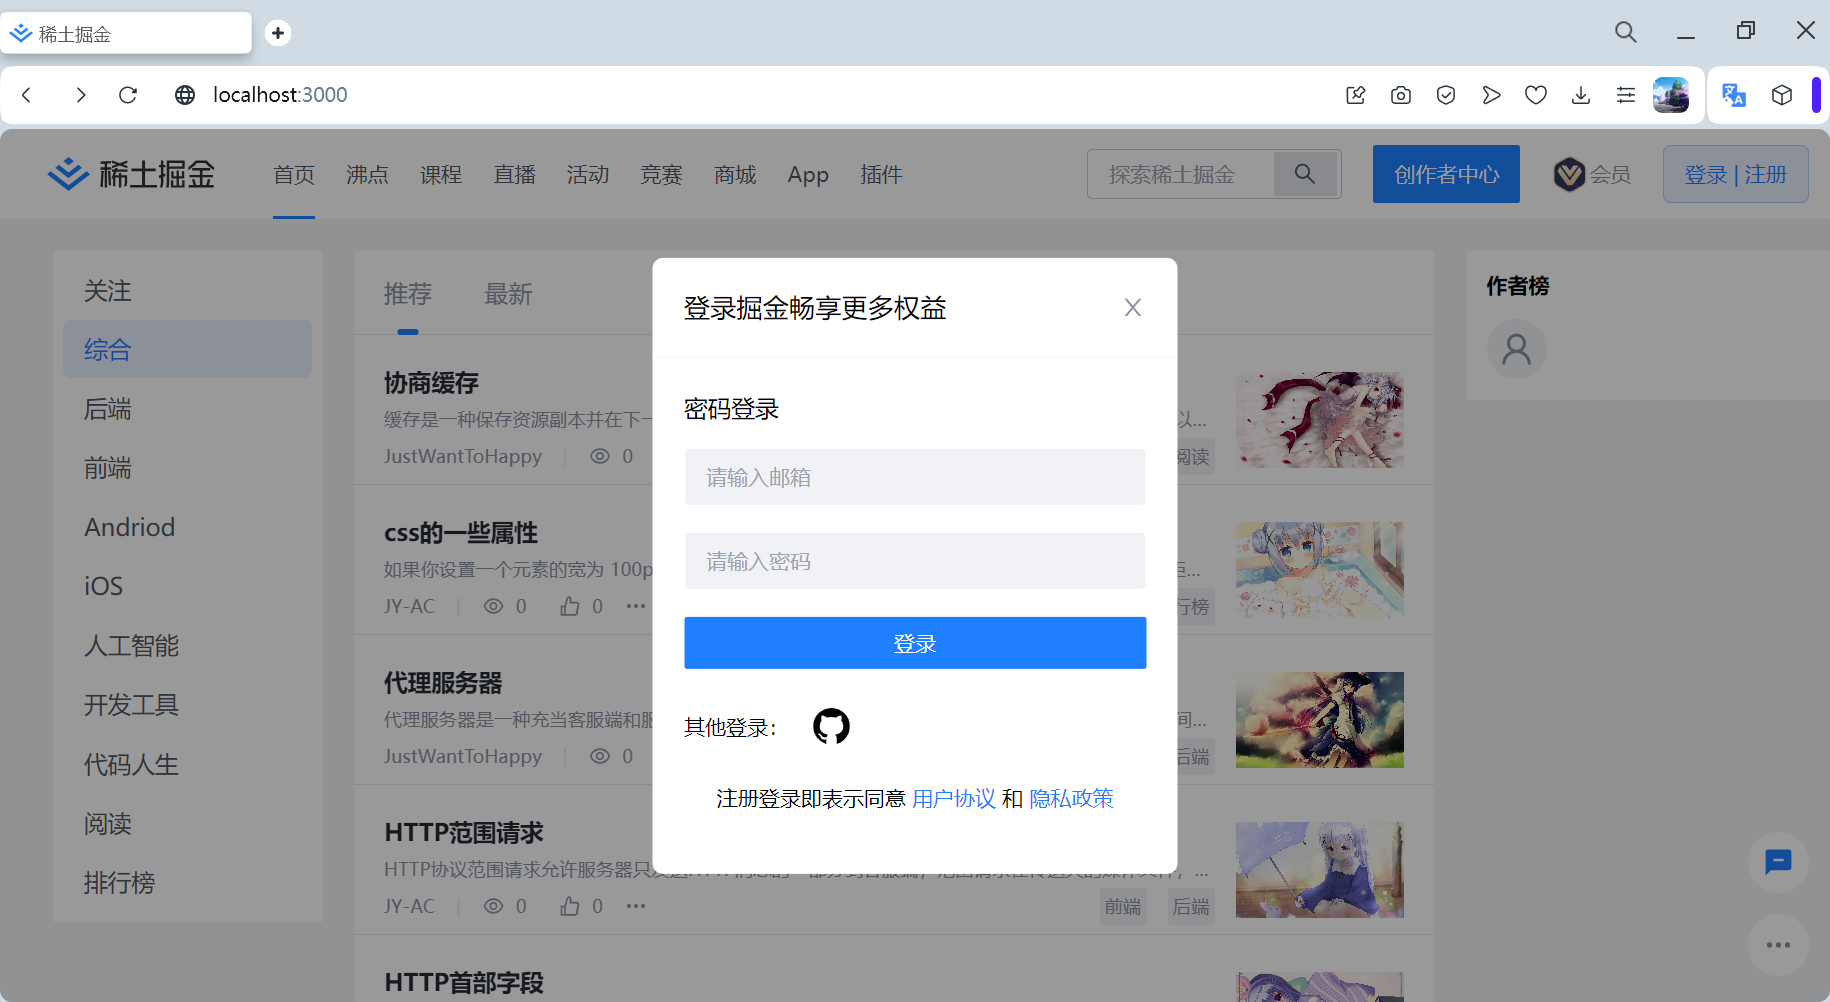 稀土掘金
localhost:3000
稀土掘金
首页 沸点 课程 直播 活动 竞赛 商城 App 插件
探索稀土掘金
创作者中心
会员
登录 | 注册
关注
综合
后端
前端
Andriod
iOS
人工智能
开发工具
代码人生
阅读
排行榜
推荐 最新
协商缓存
缓存是一种保存资源副本并在下一 以...
JustWantToHappy 0 阅读
css的一些属性
如果你设置一个元素的宽为 100p ...
JY-AC 0 0 ... 行榜
代理服务器
代理服务器是一种充当客服端和服 间...
JustWantToHappy 0 后端
HTTP范围请求
HTTP协议范围请求允许服务器只 ...
JY-AC 0 0 ... 前端 后端
HTTP首部字段
登录掘金畅享更多权益
密码登录
请输入邮箱
请输入密码
登录
其他登录：
注册登录即表示同意 用户协议 和 隐私政策
作者榜